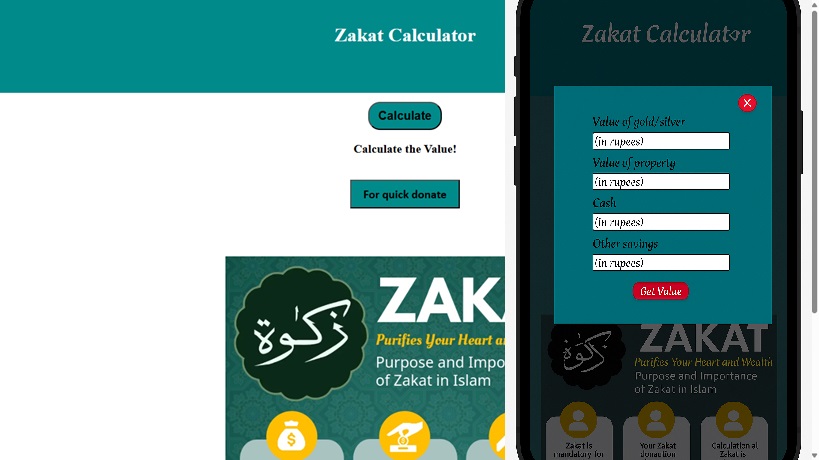 Zakat Calculator
Calculate
Calculate the Value!
For quick donate
زكوة
ZAK
Purifies Your Heart a
Purpose and Impo
of Zakat in Islam
Zakat Calculator
X
Value of gold/silver
(in rupees)
Value of property
(in rupees)
Cash
(in rupees)
Other savings
(in rupees)
Get Value
زكوة
ZAKAT
Purifies Your Heart and Wealth
Purpose and Importance
of Zakat in Islam
Zakat is
mandatory for
Your Zakat
donation
Calculation of
Zakat is